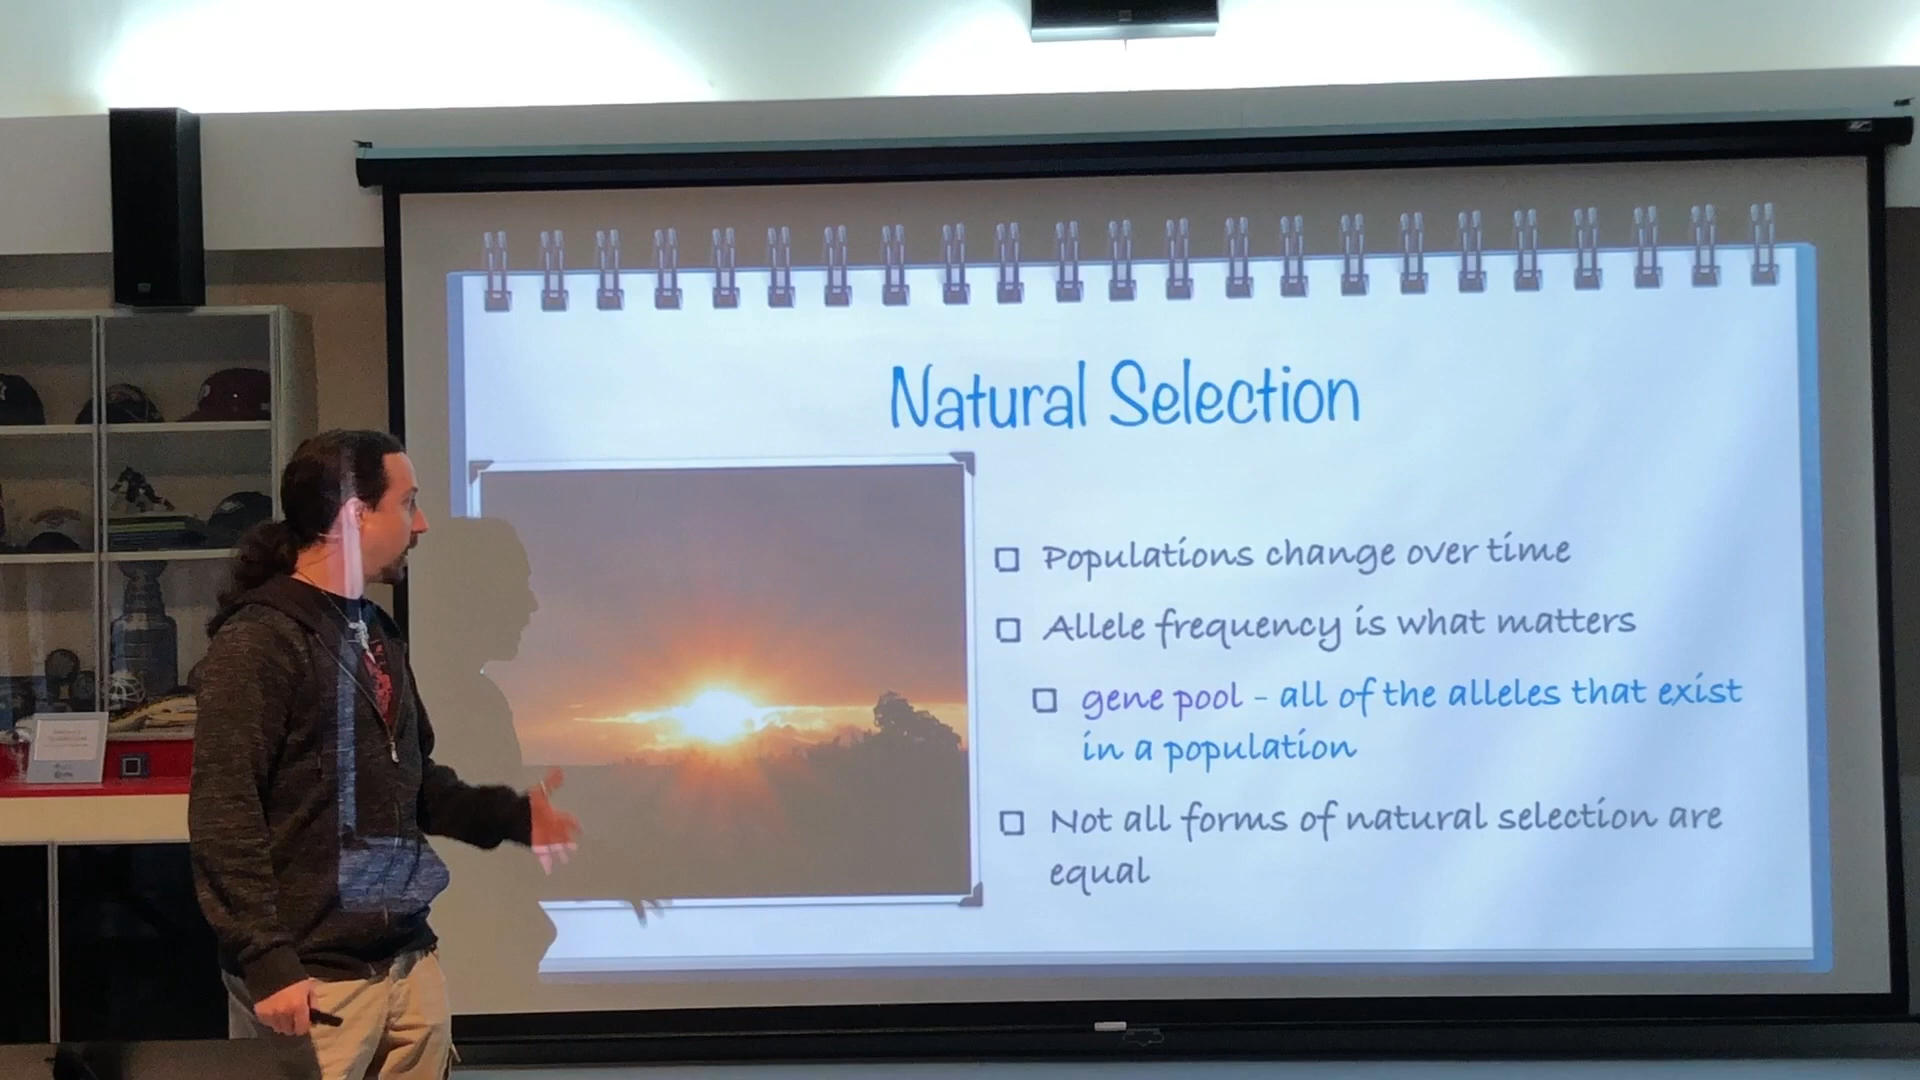 Natural Selection
Populations change over time
Allele frequency is what matters
gene pool - all of the alleles that exist
in a population
Not all forms of natural selection are
equal